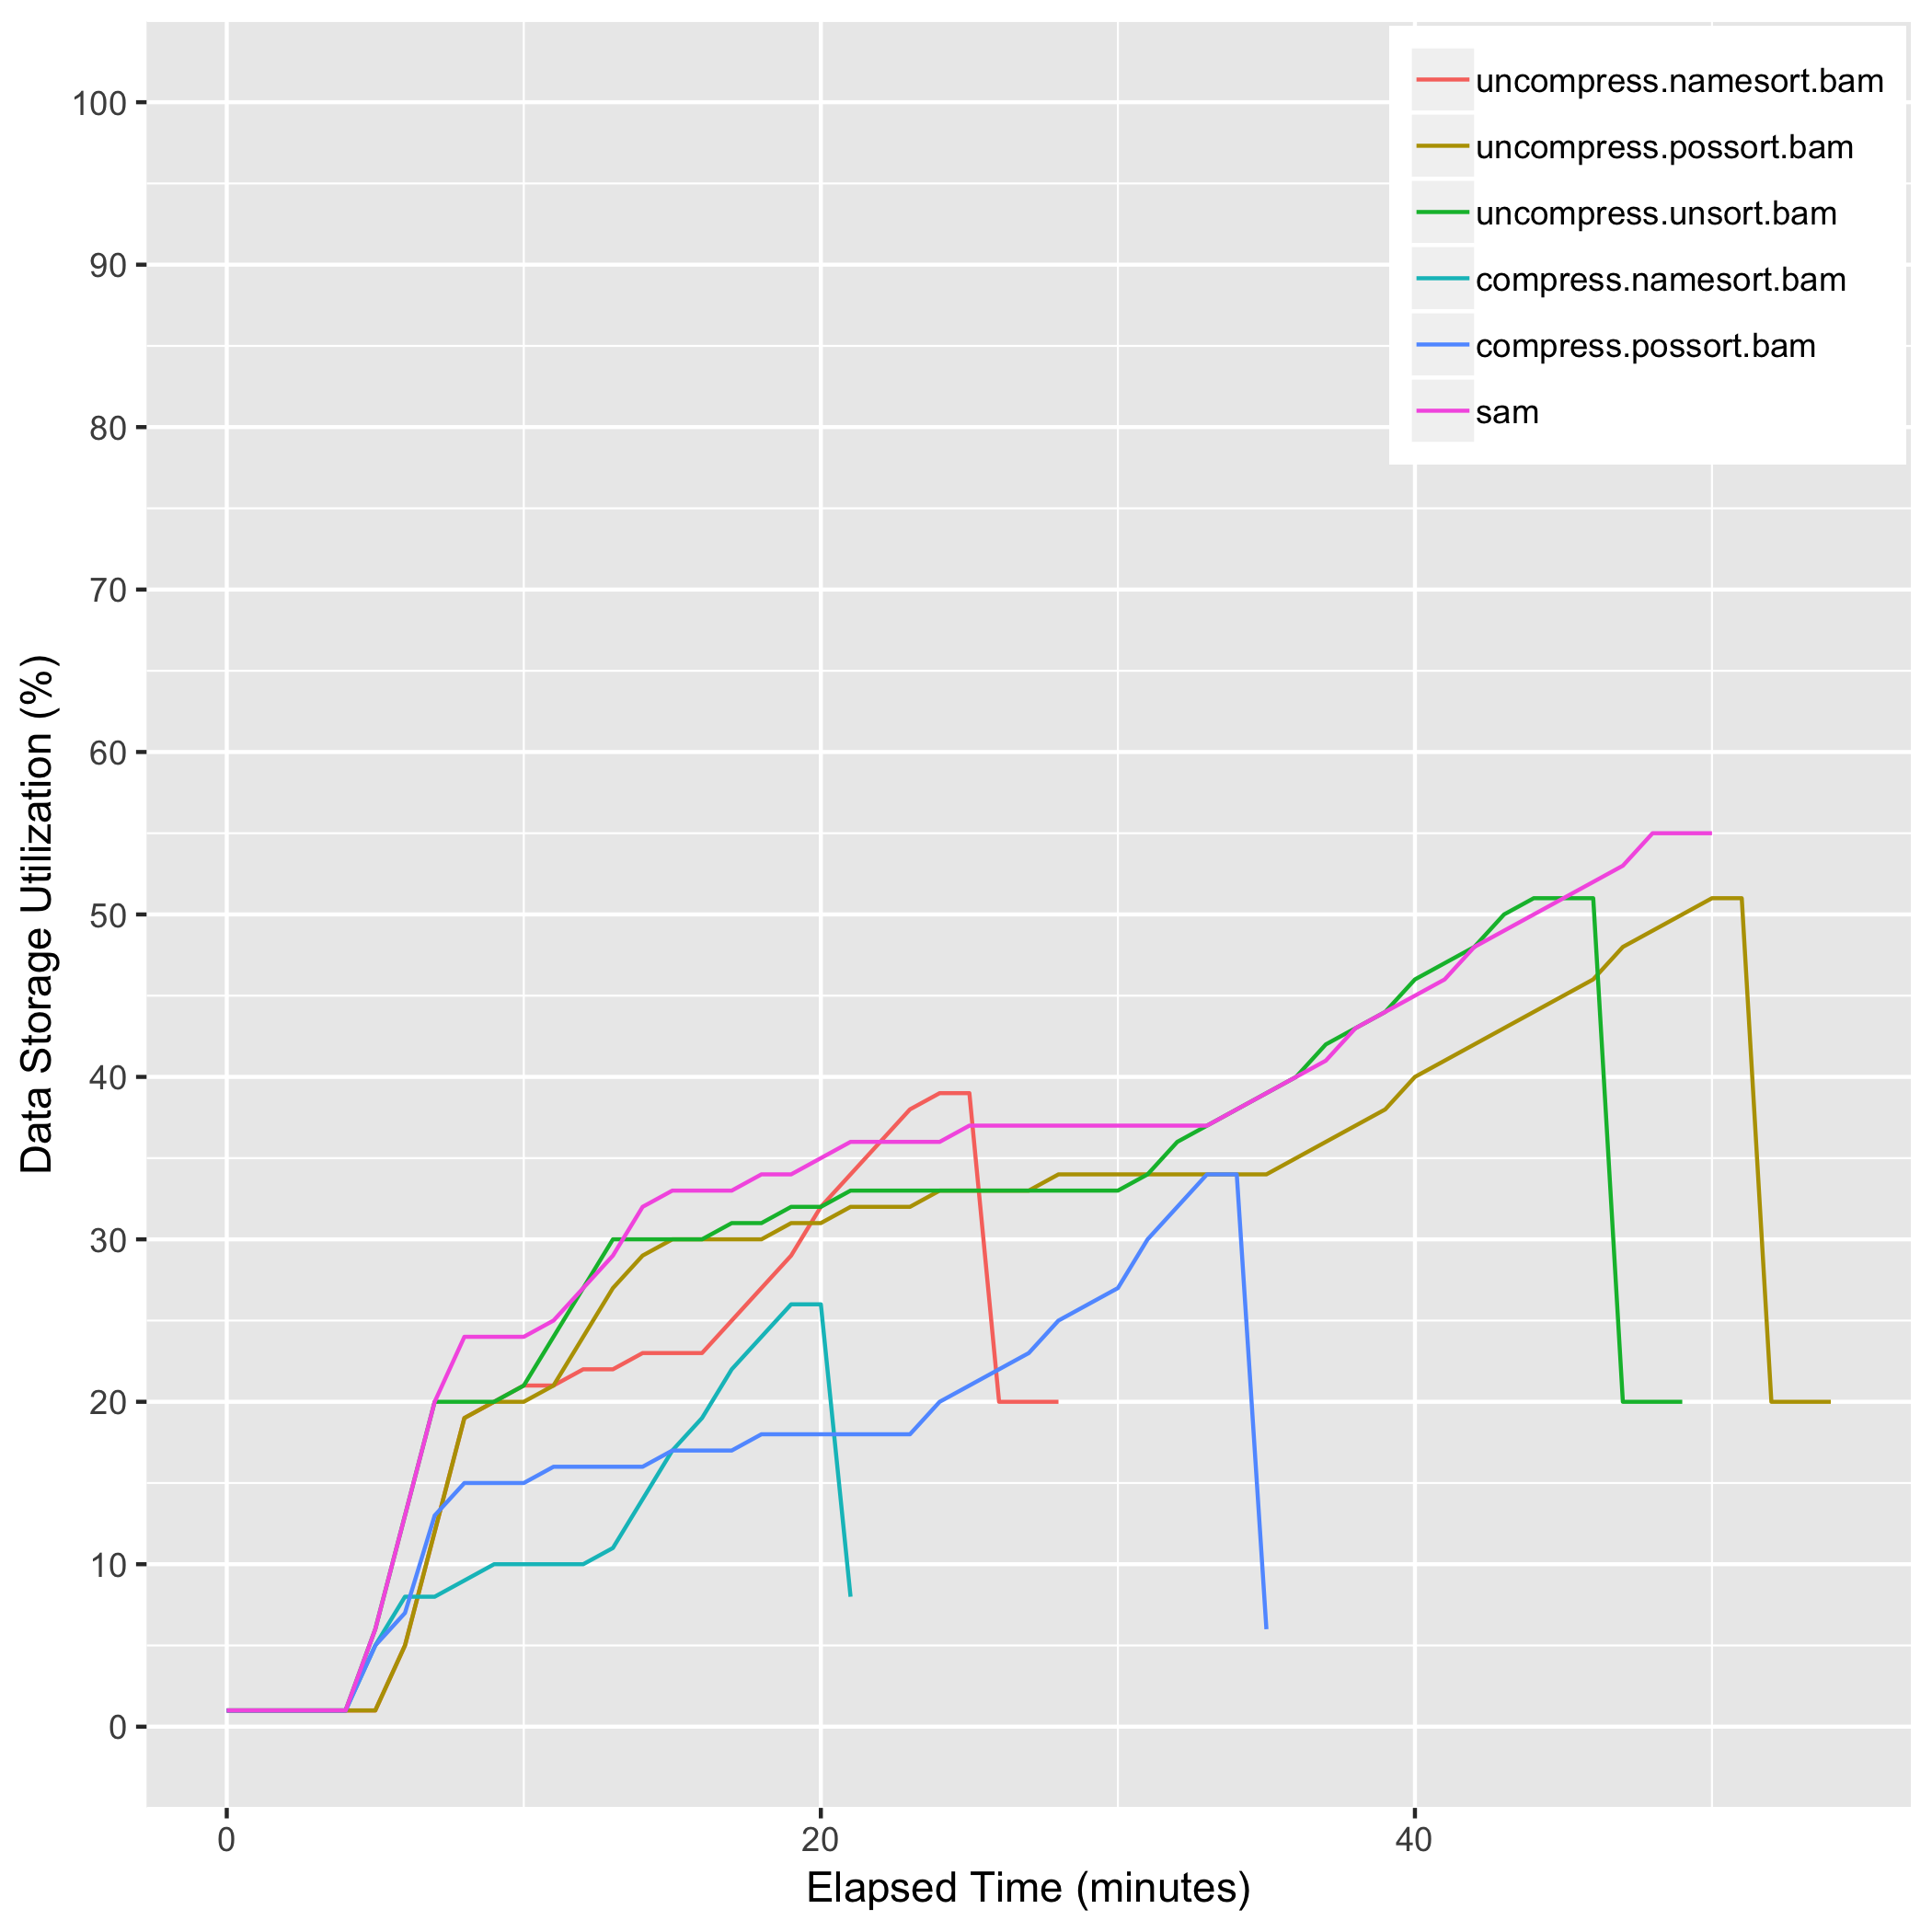 uncompress.namesort.bam
uncompress.possort.bam
uncompress.unsort.bam
compress.namesort.bam
compress.possort.bam
sam
100
90
80
70
60
50
40
30
20
10
0
Data Storage Utilization (%)
0 20 40
Elapsed Time (minutes)